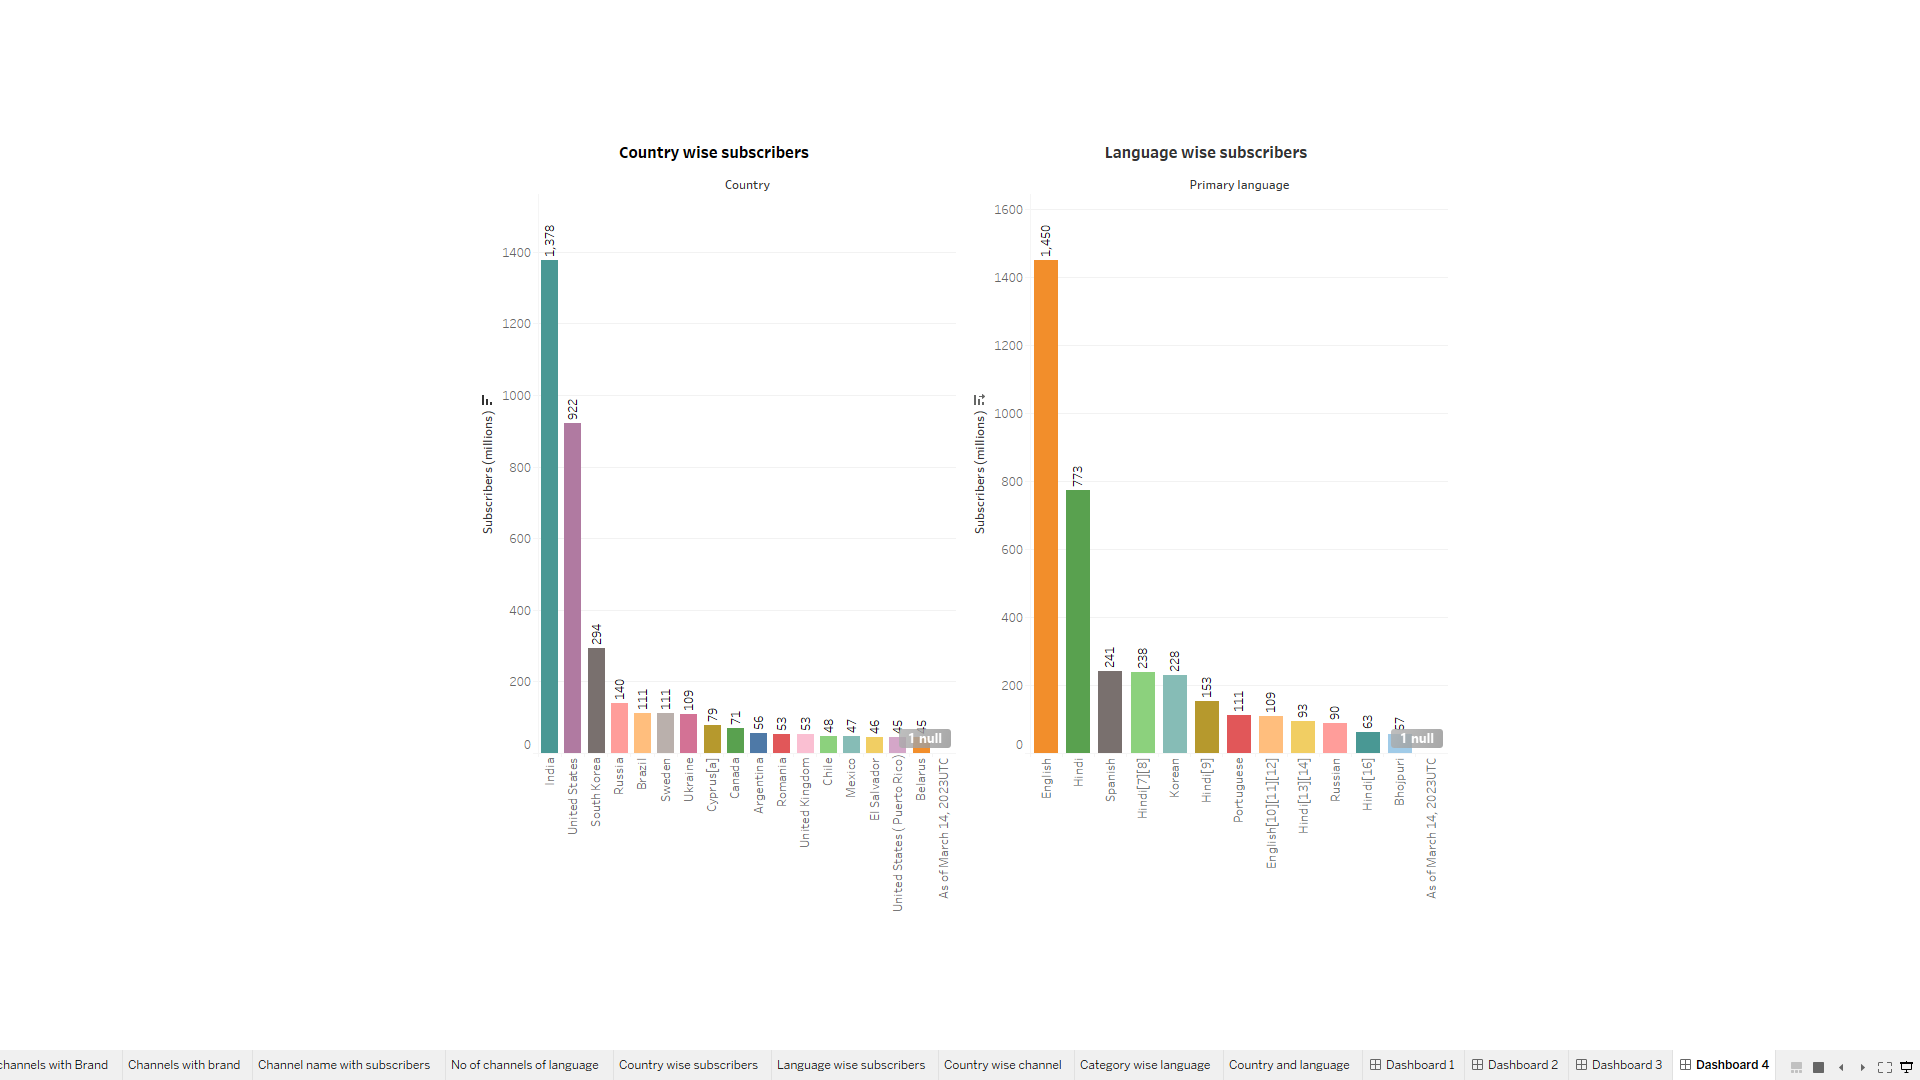 Country wise subscribers
Country
Subscribers (millions)
1400
1200
1000
800
600
400
200
0
1,378
922
294
140
111
111
109
79
71
56
53
53
48
47
46
45
45
1 null
India
United States
South Korea
Russia
Brazil
Sweden
Ukraine
Cyprus[a]
Canada
Argentina
Romania
United Kingdom
Chile
Mexico
El Salvador
United States ( Puerto Rico)
Belarus
As of March 14, 2023UTC
Language wise subscribers
Primary language
Subscribers (millions)
1600
1400
1200
1000
800
600
400
200
0
1,450
773
241
238
228
153
111
109
93
90
63
57
1 null
English
Hindi
Spanish
Hindi[7][8]
Korean
Hindi[9]
Portuguese
English[10][11][12]
Hindi[13][14]
Russian
Hindi[16]
Bhojpuri
As of March 14, 2023UTC
channels with Brand
Channels with brand
Channel name with subscribers
No of channels of language
Country wise subscribers
Language wise subscribers
Country wise channel
Category wise language
Country and language
Dashboard 1
Dashboard 2
Dashboard 3
Dashboard 4